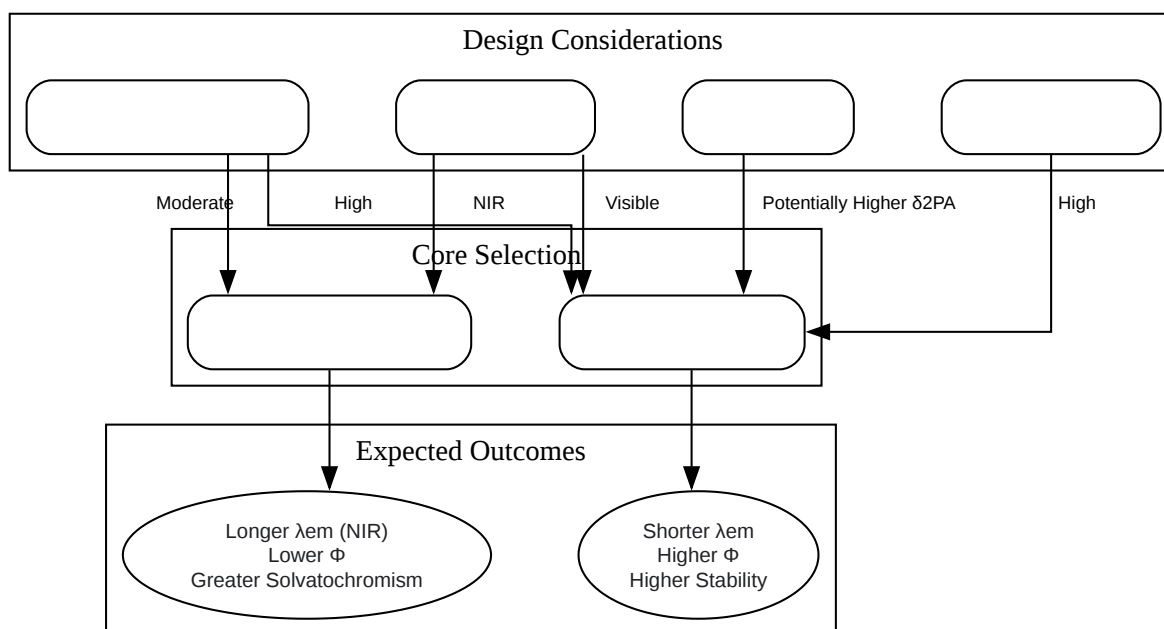 Design Considerations
Moderate
High
NIR
Visible
Potentially Higher δ2PA
High
Core Selection
Expected Outcomes
Longer λem (NIR)
Lower Φ
Greater Solvatochromism
Shorter λem
Higher Φ
Higher Stability